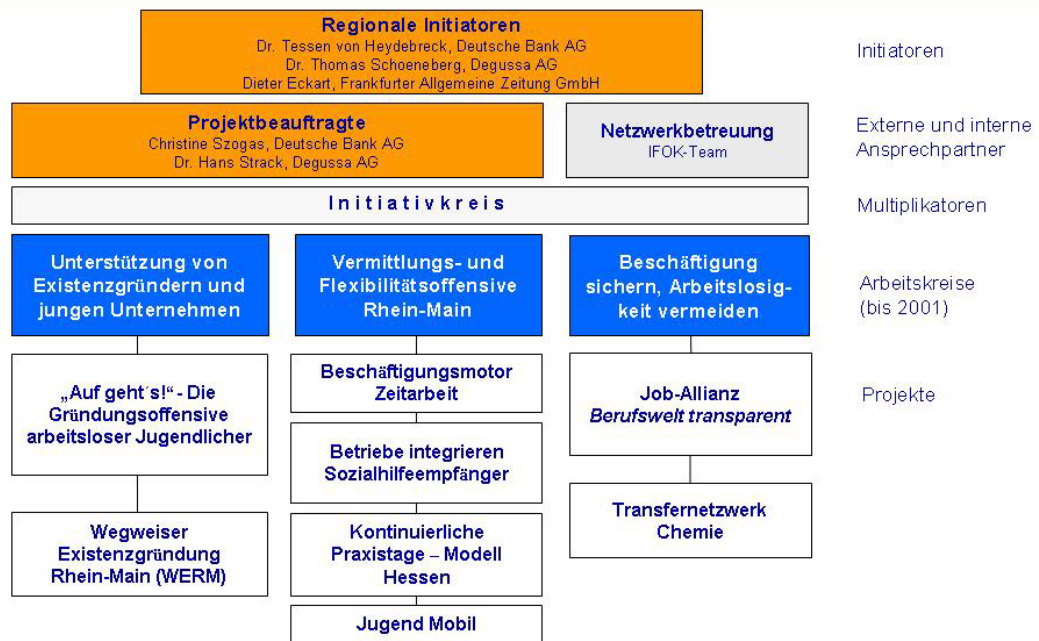 Regionale Initiatoren
Dr. Tessen von Heydebreck, Deutsche Bank AG
Dr. Thomas Schoeneberg, Degussa AG
Dieter Eckart, Frankfurter Allgemeine Zeitung GmbH
Initiatoren
Projektbeauftragte
Christine Szogas, Deutsche Bank AG
Dr. Hans Strack, Degussa AG
Netzwerkbetreuung
IFOK-Team
Externe und interne
Ansprechpartner
Initiativkreis
Multiplikatoren
Unterstützung von
Existenzgründern und
jungen Unternehmen
Vermittlungs- und
Flexibilitätsoffensive
Rhein-Main
Beschäftigung
sichern, Arbeitslosig-
keit vermeiden
Arbeitskreise
(bis 2001)
„Auf geht´s!“ - Die
Gründungsoffensive
arbeitsloser Jugendlicher
Wegweiser
Existenzgründung
Rhein-Main (WERM)
Beschäftigungsmotor
Zeitarbeit
Betriebe integrieren
Sozialhilfeempfänger
Kontinuierliche
Praxistage – Modell
Hessen
Jugend Mobil
Job-Allianz
Berufswelt transparent
Transfernetzwerk
Chemie
Projekte